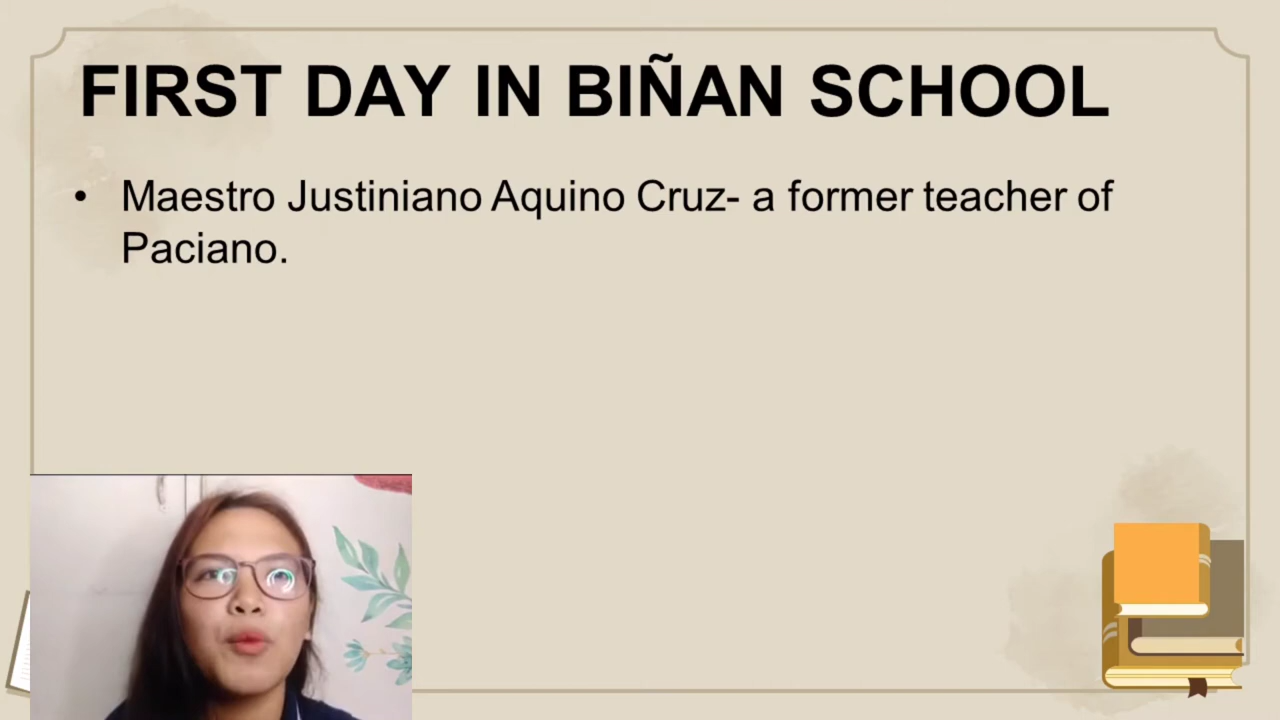 FIRST DAY IN BIÑAN SCHOOL
• Maestro Justiniano Aquino Cruz- a former teacher of
Paciano.